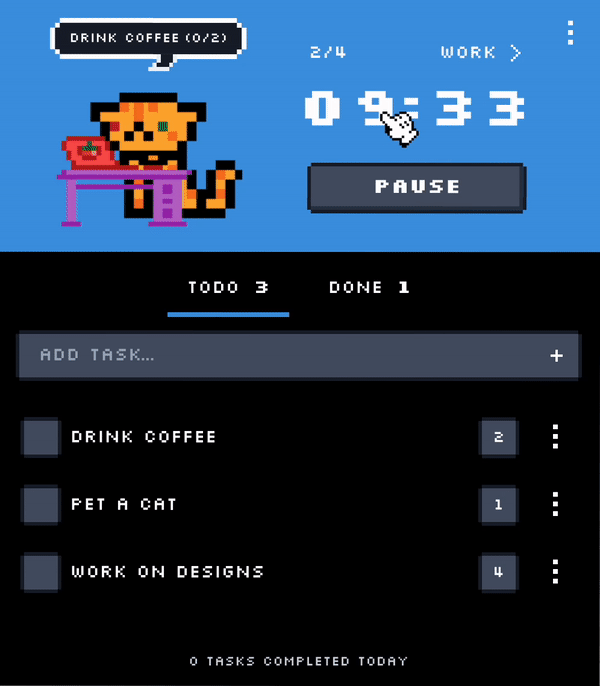 DRINK COFFEE (0/2)
2/4 WORK >
09:33
PAUSE
TODO 3 DONE 1
ADD TASK... +
DRINK COFFEE 2
PET A CAT 1
WORK ON DESIGNS 4
0 TASKS COMPLETED TODAY